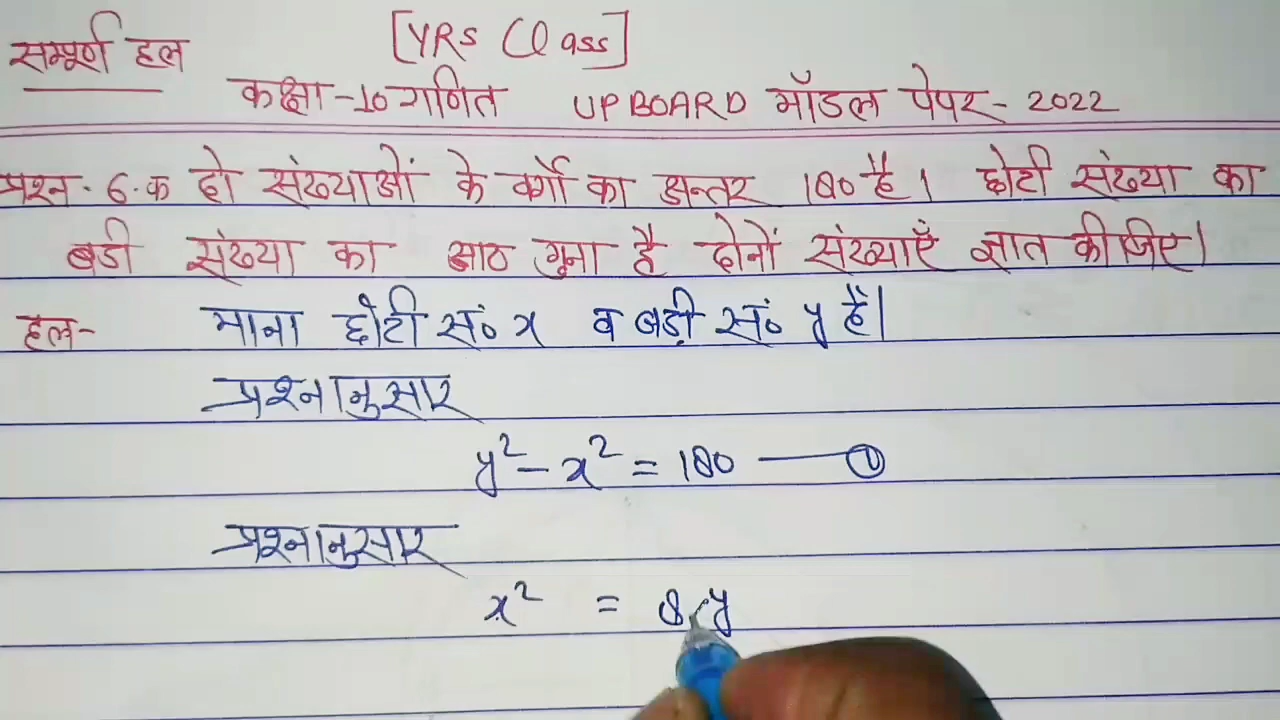 [YRS Class]
सम्पूर्ण हल
कक्षा-10 गणित UP BOARD मॉडल पेपर-2022
प्रश्न.6.क दो संख्याओं के वर्गो का अन्तर 180 है। छोटी संख्या का
बडी संख्या का आठ गुना है दोनों संख्याएँ ज्ञात कीजिए।
हल- माना छोटी सं० x व बडी़ सं० y है।
प्रश्नानुसार
y² - x² = 180 —— ①
प्रश्नानुसार
x² = 8y